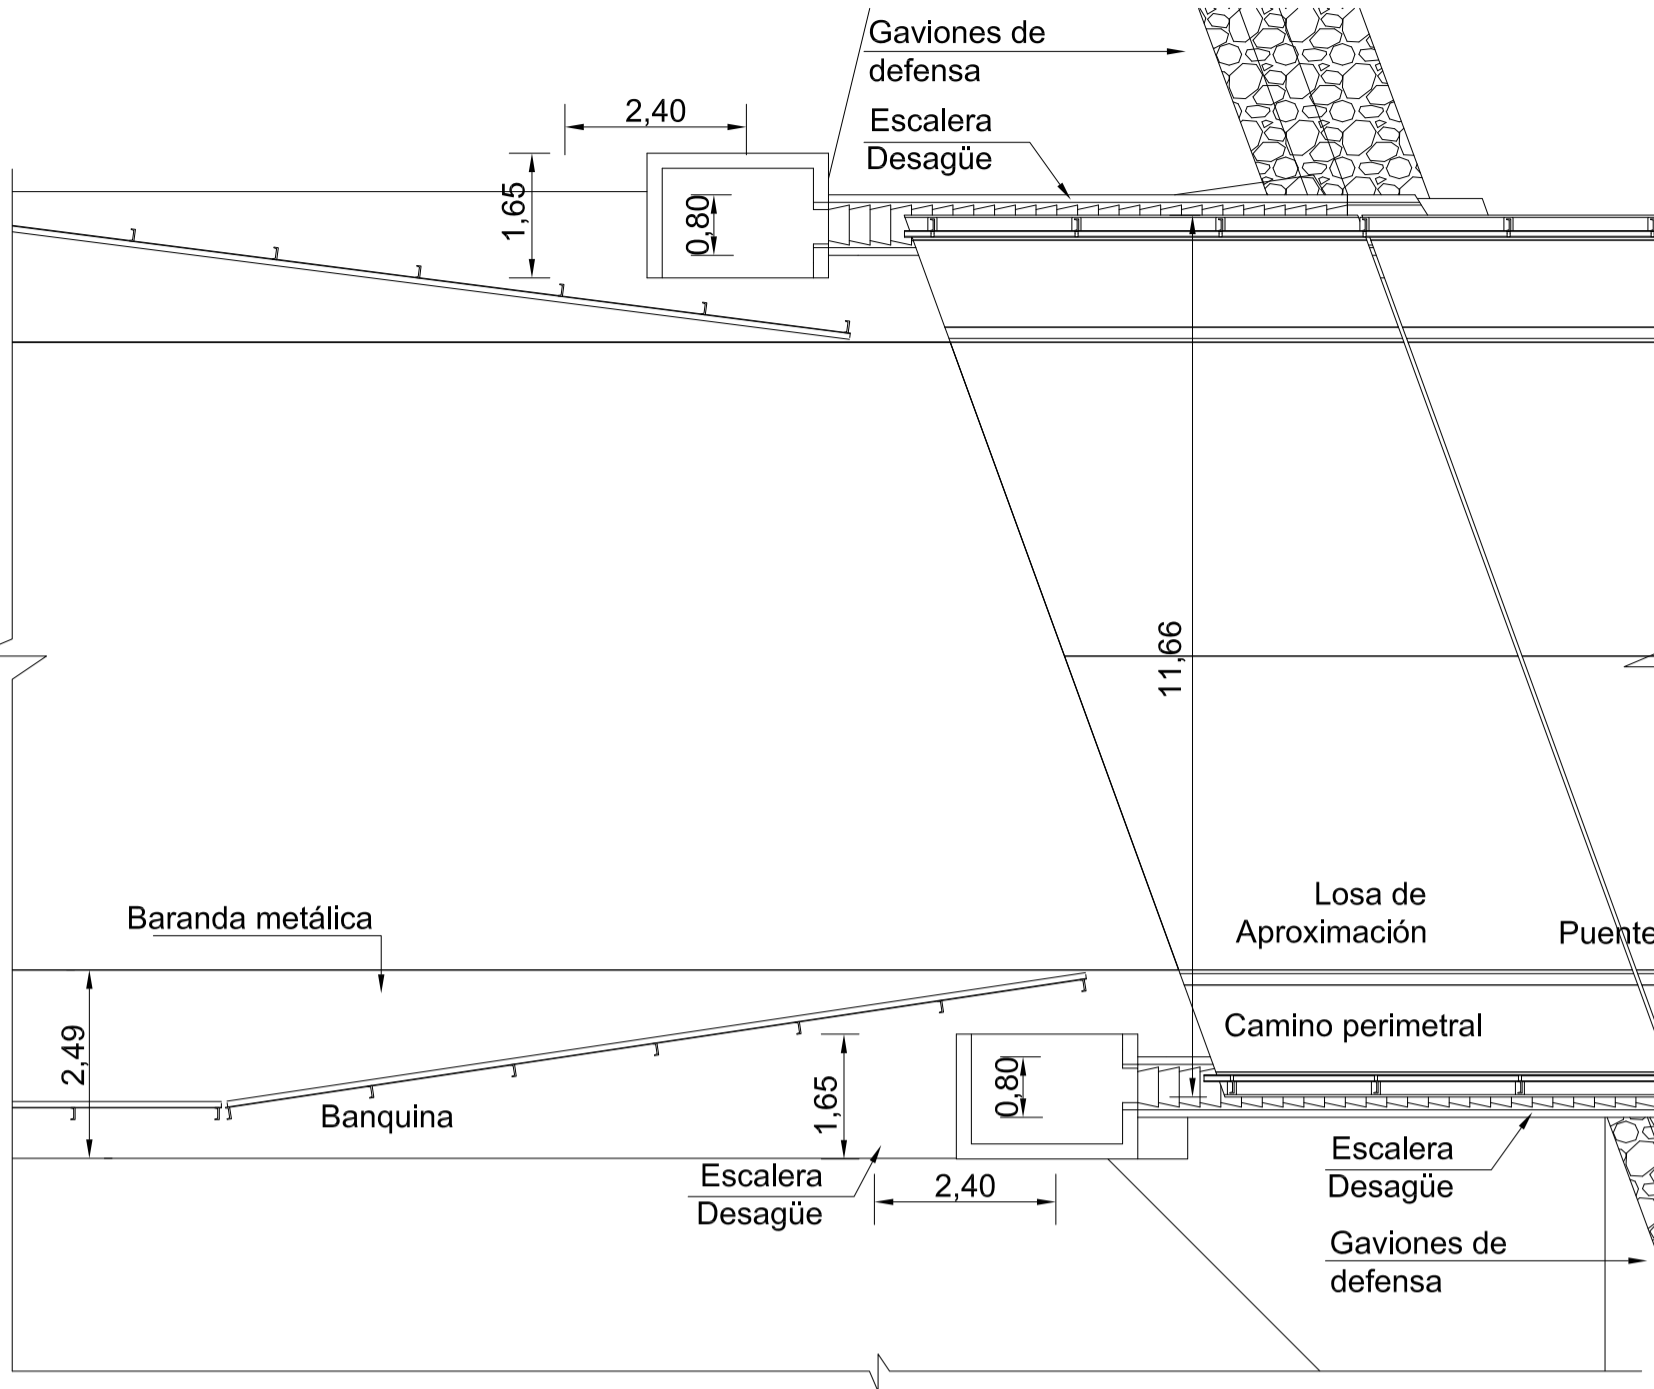 Gaviones de
defensa
2,40
Escalera
Desagüe
1,65
0,80
11,66
Losa de
Aproximación
Puente
Baranda metálica
Camino perimetral
2,49
Banquina
1,65
0,80
Escalera
Desagüe
2,40
Escalera
Desagüe
Gaviones de
defensa